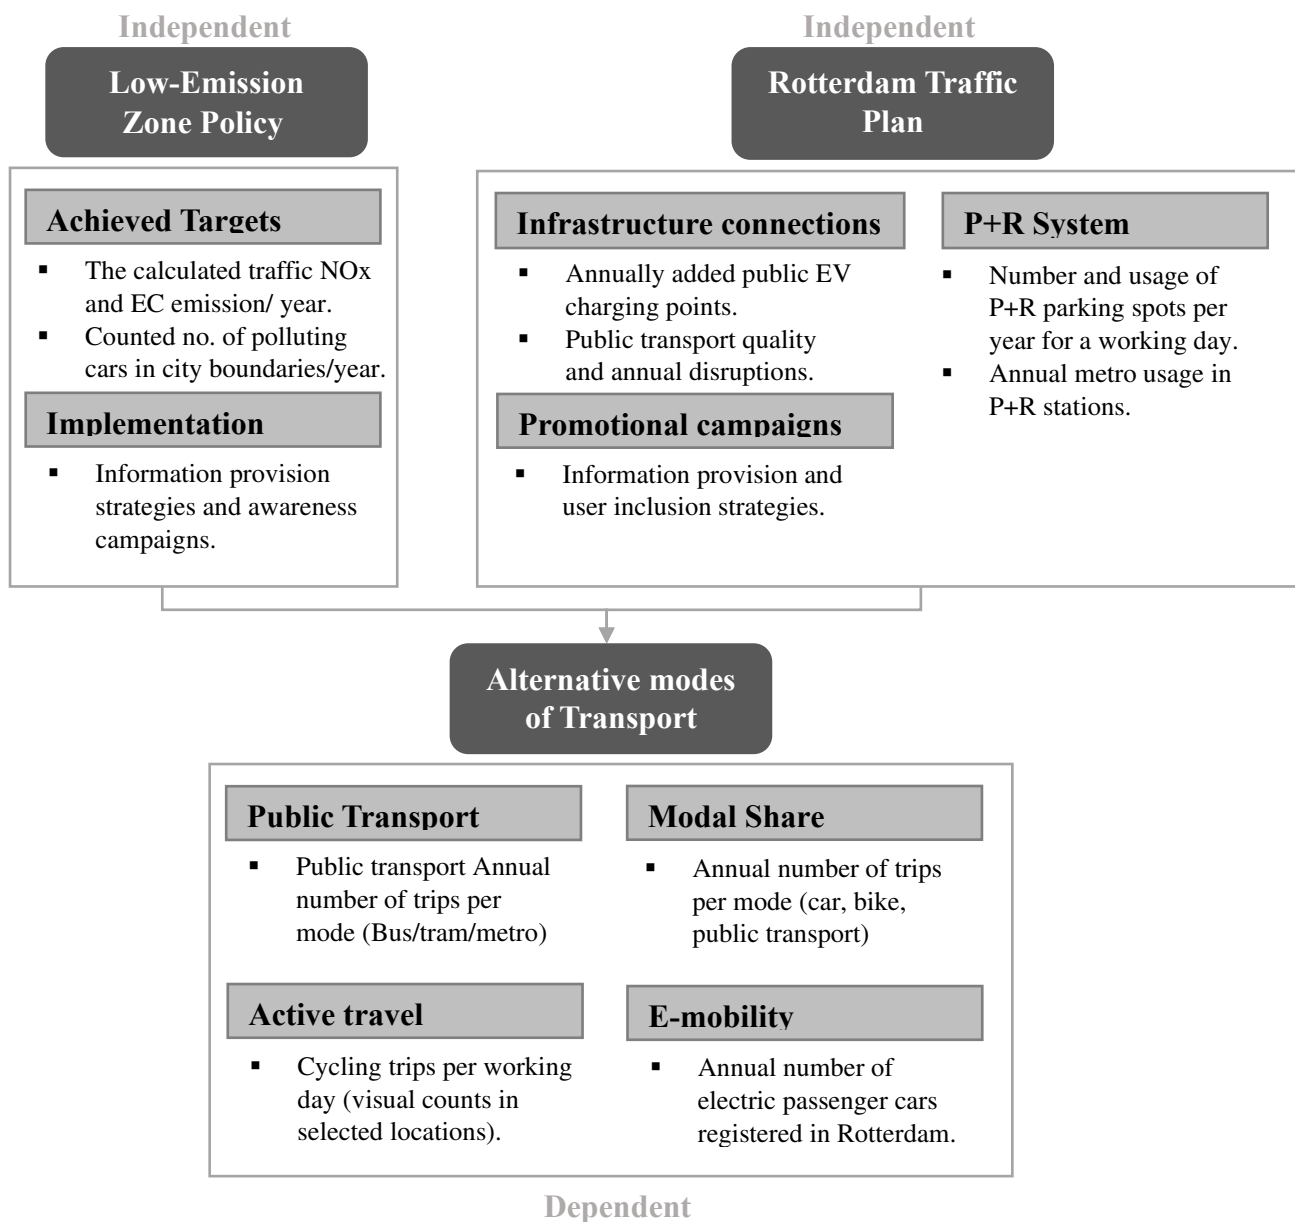 Independent
Low-Emission
Zone Policy
Achieved Targets
▪ The calculated traffic NOx
and EC emission/ year.
▪ Counted no. of polluting
cars in city boundaries/year.
Implementation
▪ Information provision
strategies and awareness
campaigns.
Independent
Rotterdam Traffic
Plan
Infrastructure connections
▪ Annually added public EV
charging points.
▪ Public transport quality
and annual disruptions.
Promotional campaigns
▪ Information provision and
user inclusion strategies.
P+R System
▪ Number and usage of
P+R parking spots per
year for a working day.
▪ Annual metro usage in
P+R stations.
Alternative modes
of Transport
Public Transport
▪ Public transport Annual
number of trips per
mode (Bus/tram/metro)
Modal Share
▪ Annual number of trips
per mode (car, bike,
public transport)
Active travel
▪ Cycling trips per working
day (visual counts in
selected locations).
E-mobility
▪ Annual number of
electric passenger cars
registered in Rotterdam.
Dependent